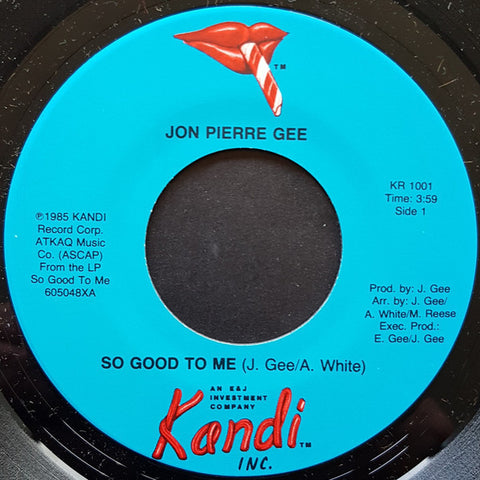 TM
JON PIERRE GEE
KR 1001
Time: 3:59
Side 1
℗1985 KANDI
Record Corp.
ATKAQ Music
Co. (ASCAP)
From the LP
So Good To Me
605048XA
Prod. by: J. Gee
Arr. by: J. Gee/
A. White/M. Reese
Exec. Prod.:
E. Gee/J. Gee
SO GOOD TO ME (J. Gee/A. White)
AN E&J
INVESTMENT
COMPANY
Kandi TM
INC.